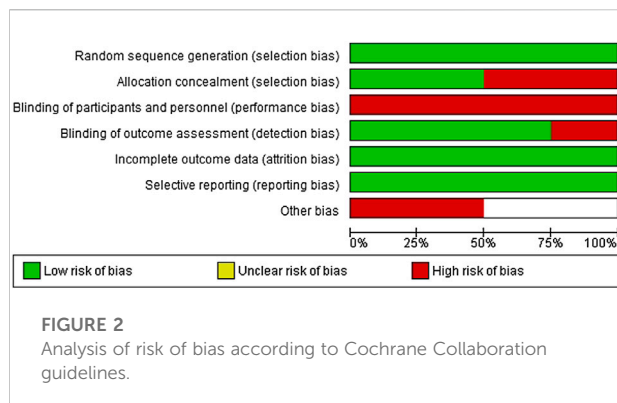 Random sequence generation (selection bias)
Allocation concealment (selection bias)
Blinding of participants and personnel (performance bias)
Blinding of outcome assessment (detection bias)
Incomplete outcome data (attrition bias)
Selective reporting (reporting bias)
Other bias
0% 25% 50% 75% 100%
Low risk of bias Unclear risk of bias High risk of bias
FIGURE 2
Analysis of risk of bias according to Cochrane Collaboration
guidelines.